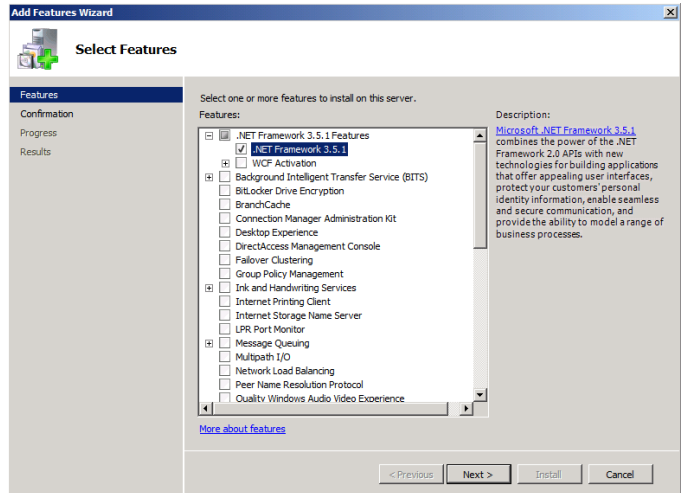 Add Features Wizard
Select Features
Features
Confirmation
Progress
Results
Select one or more features to install on this server.
Features:
.NET Framework 3.5.1 Features
.NET Framework 3.5.1
WCF Activation
Background Intelligent Transfer Service (BITS)
BitLocker Drive Encryption
BranchCache
Connection Manager Administration Kit
Desktop Experience
DirectAccess Management Console
Failover Clustering
Group Policy Management
Ink and Handwriting Services
Internet Printing Client
Internet Storage Name Server
LPR Port Monitor
Message Queuing
Multipath I/O
Network Load Balancing
Peer Name Resolution Protocol
Quality Windows Audio Video Experience
More about features
Description:
Microsoft .NET Framework 3.5.1
combines the power of the .NET
Framework 2.0 APIs with new
technologies for building applications
that offer appealing user interfaces,
protect your customers' personal
identity information, enable seamless
and secure communication, and
provide the ability to model a range of
business processes.
< Previous
Next >
Install
Cancel